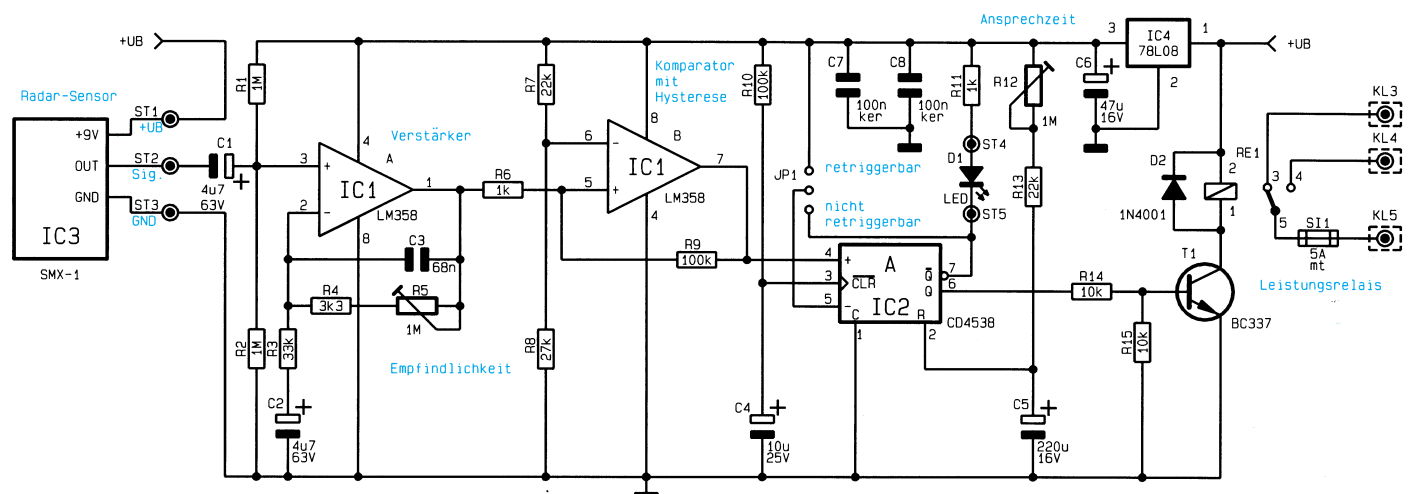 Ansprechzeit
+UB
3
IC4
78L08
1
+UB
2
R1
1M
R7
22k
Komparator
mit
Hysterese
R10
100k
C7
100n
ker
C8
100n
ker
R11
1k
R12
1M
C6
+
47u
16V
KL3
KL4
KL5
Radar-Sensor
ST1
+UB
+9V
OUT
GND
ST2
Sig.
ST3
GND
IC3
SMX-1
C1
+
4u7
63V
Verstärker
4
A
3
+
2
-
IC1
1
LM358
8
R6
1k
8
B
6
-
5
+
IC1
7
LM358
4
JP1
retriggerbar
nicht
retriggerbar
ST4
D1
LED
ST5
R13
22k
D2
1N4001
RE1
2
1
3
4
5
SI1
5A
mt
Leistungsrelais
C3
68n
R4
3k3
R5
1M
R9
100k
4
+
A
3
CLR
5
-
IC2
Q
7
Q
6
C
R
1
2
CD4538
R14
10k
T1
BC337
R15
10k
R2
1M
R3
33k
R8
27k
Empfindlichkeit
C2
+
4u7
63V
C4
+
10u
25V
C5
+
220u
16V